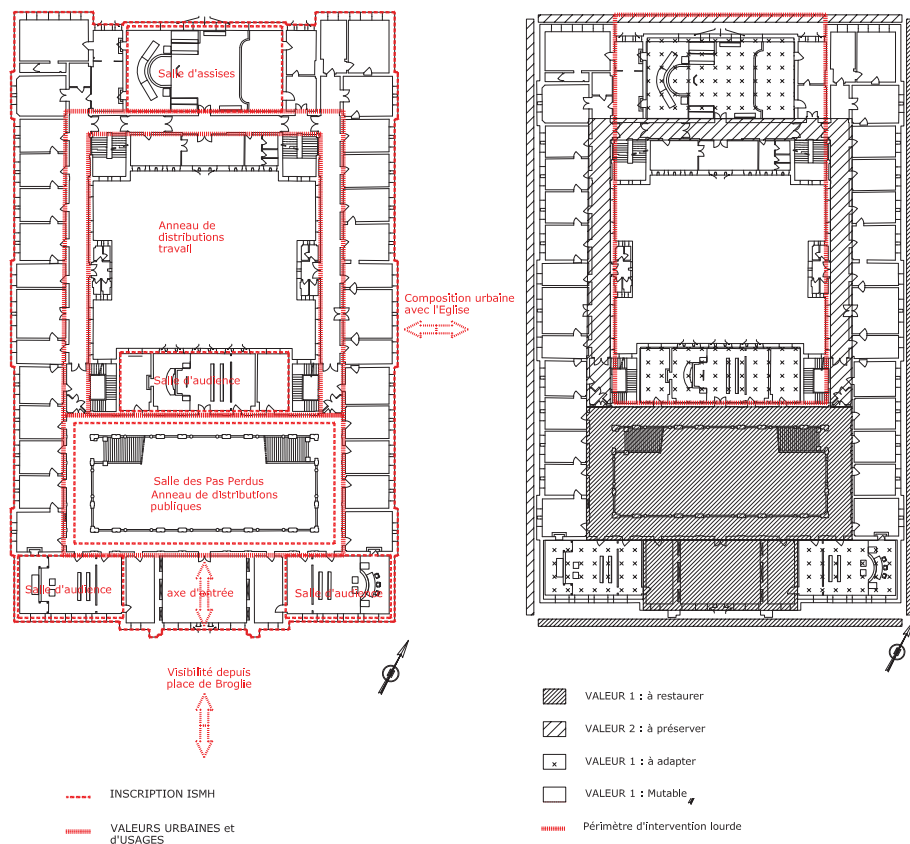 Salle d'assises
Anneau de
distributions
travail
Composition urbaine
avec l'Eglise
Salle d'audience
Salle des Pas Perdus
Anneau de distributions
publiques
Salle d'audience
axe d'entrée
Salle d'audience
Visibilité depuis
place de Broglie
INSCRIPTION ISMH
VALEURS URBAINES et
d'USAGES
VALEUR 1 : à restaurer
VALEUR 2 : à préserver
VALEUR 1 : à adapter
VALEUR 1 : Mutable
Périmètre d'intervention lourde